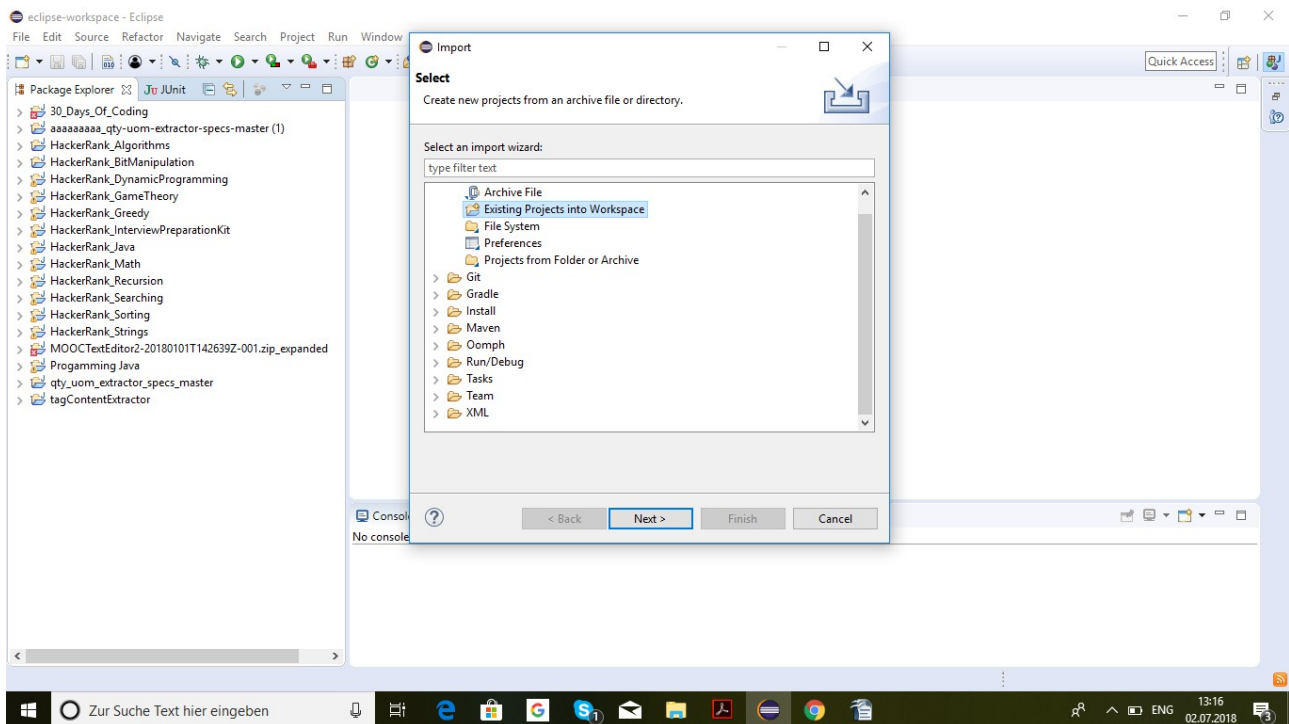 eclipse-workspace - Eclipse
File Edit Source Refactor Navigate Search Project Run Window
Quick Access
Package Explorer
JUnit
30_Days_Of_Coding
aaaaaaaaa_qty-uom-extractor-specs-master (1)
HackerRank_Algorithms
HackerRank_BitManipulation
HackerRank_DynamicProgramming
HackerRank_GameTheory
HackerRank_Greedy
HackerRank_InterviewPreparationKit
HackerRank_Java
HackerRank_Math
HackerRank_Recursion
HackerRank_Searching
HackerRank_Sorting
HackerRank_Strings
MOOCTextEditor2-20180101T142639Z-001.zip_expanded
Progamming Java
qty_uom_extractor_specs_master
tagContentExtractor
Import
Select
Create new projects from an archive file or directory.
Select an import wizard:
type filter text
Archive File
Existing Projects into Workspace
File System
Preferences
Projects from Folder or Archive
Git
Gradle
Install
Maven
Oomph
Run/Debug
Tasks
Team
XML
< Back
Next >
Finish
Cancel
Consol
No console
Zur Suche Text hier eingeben
ENG
13:16
02.07.2018